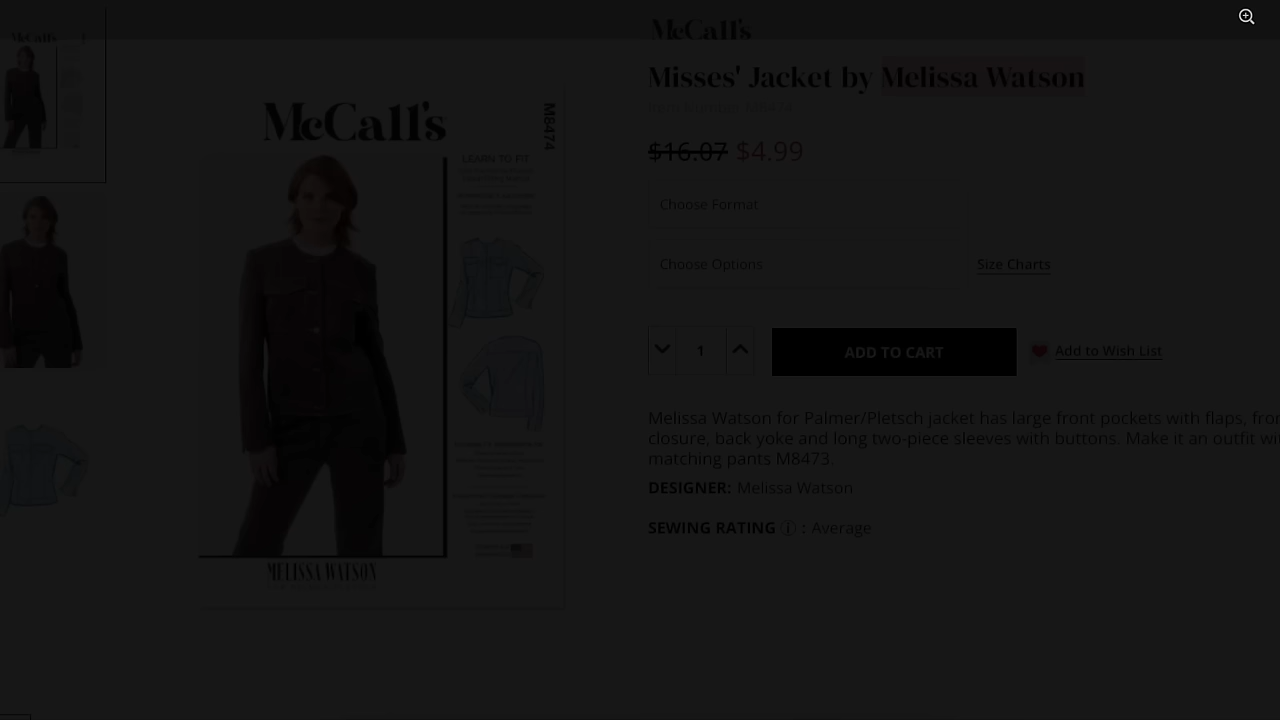 McCall's
Misses' Jacket by Melissa Watson
$16.07 $4.99
Choose Format
Choose Options
Size Charts
1
ADD TO CART
Add to Wish List
Melissa Watson for Palmer/Pletsch jacket has large front pockets with flaps,
closure, back yoke and long two-piece sleeves with buttons. Make it an outfit
matching pants M8473.
DESIGNER: Melissa Watson
SEWING RATING ⓘ : Average
McCall's
M8474
LEARN TO FIT
MELISSA WATSON
McCall's